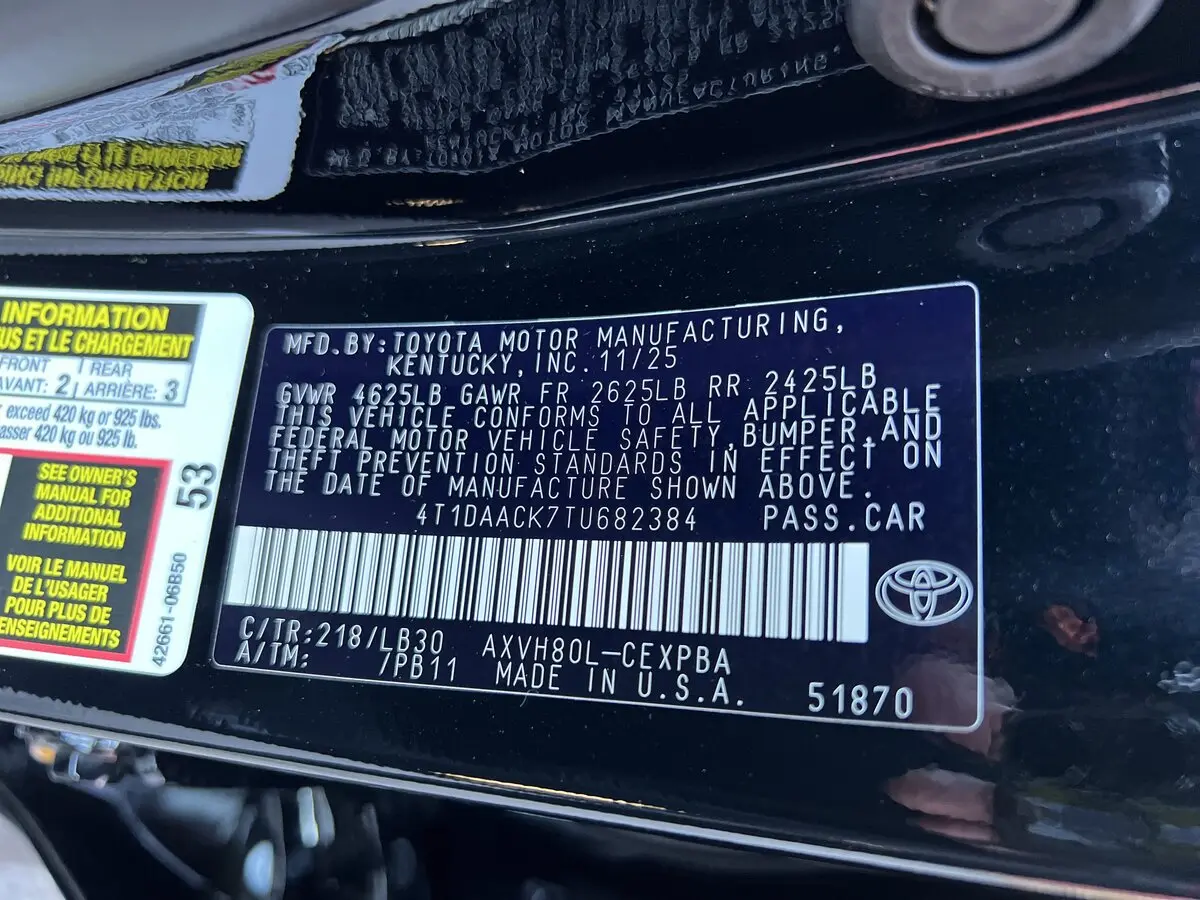 INFORMATION
US ET LE CHARGEMENT
FRONT | REAR
AVANT: 2 | ARRIÈRE: 3
exceed 420 kg or 925 lbs.
asser 420 kg ou 925 lb.
SEE OWNER'S
MANUAL FOR
ADDITIONAL
INFORMATION
VOIR LE MANUEL
DE L'USAGER
POUR PLUS DE
ENSEIGNEMENTS
53
42661-06B50
MFD.BY:TOYOTA MOTOR MANUFACTURING,
KENTUCKY,INC.11/25
GVWR 4625LB GAWR FR 2625LB RR 2425LB
THIS VEHICLE CONFORMS TO ALL APPLICABLE
FEDERAL MOTOR VEHICLE SAFETY,BUMPER,AND
THEFT PREVENTION STANDARDS IN EFFECT ON
THE DATE OF MANUFACTURE SHOWN ABOVE.
4T1DAACK7TU682384 PASS.CAR
C/TR:218/LB30 AXVH80L-CEXPBA
A/TM: /PB11 MADE IN U.S.A. 51870